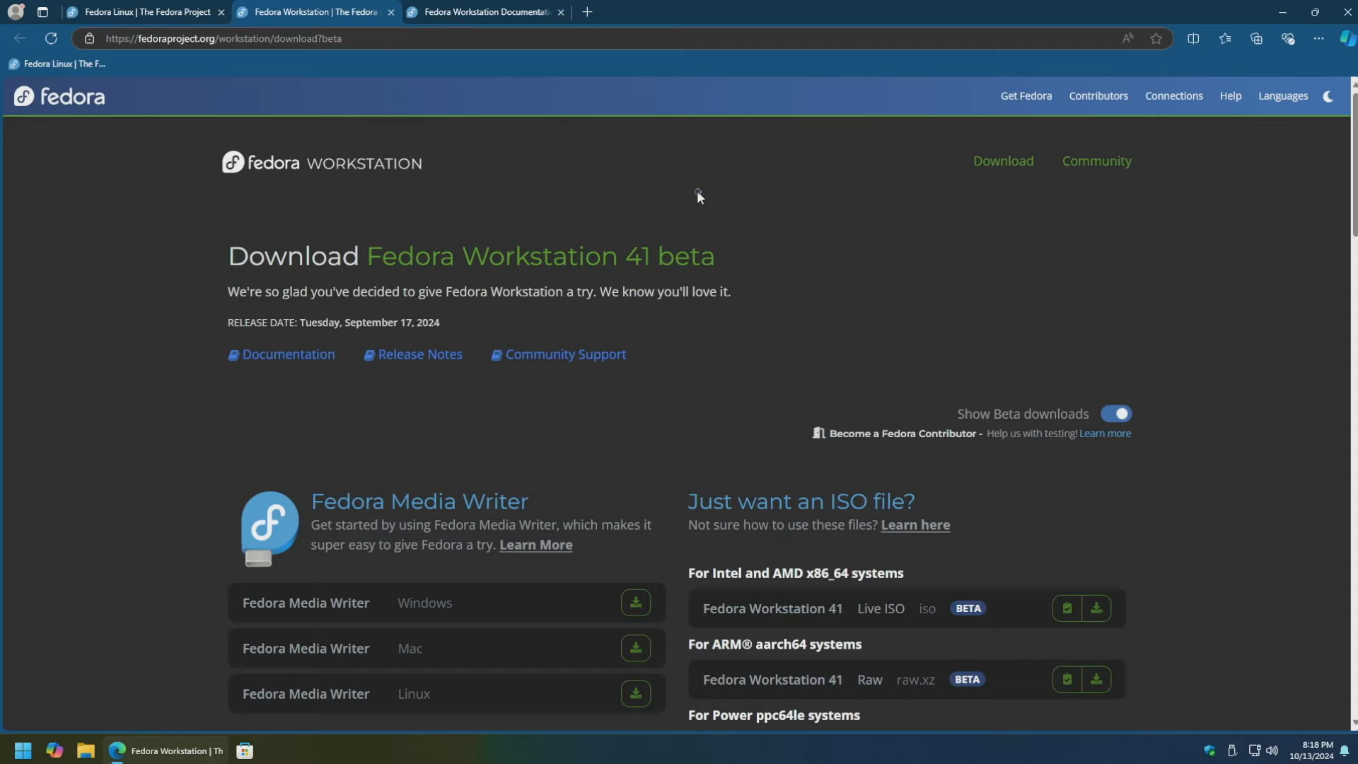 Fedora Linux | The Fedora Project
Fedora Workstation | The Fedora
Fedora Workstation Documentati
https://fedoraproject.org/workstation/download?beta
Fedora Linux | The F...
fedora
Get Fedora
Contributors
Connections
Help
Languages
fedora WORKSTATION
Download
Community
Download Fedora Workstation 41 beta
We're so glad you've decided to give Fedora Workstation a try. We know you'll love it.
RELEASE DATE: Tuesday, September 17, 2024
Documentation
Release Notes
Community Support
Show Beta downloads
Become a Fedora Contributor - Help us with testing! Learn more
Fedora Media Writer
Get started by using Fedora Media Writer, which makes it
super easy to give Fedora a try. Learn More
Fedora Media Writer Windows
Fedora Media Writer Mac
Fedora Media Writer Linux
Just want an ISO file?
Not sure how to use these files? Learn here
For Intel and AMD x86_64 systems
Fedora Workstation 41 Live ISO iso BETA
For ARM® aarch64 systems
Fedora Workstation 41 Raw raw.xz BETA
For Power ppc64le systems
Fedora Workstation | Th
8:18 PM
10/13/2024